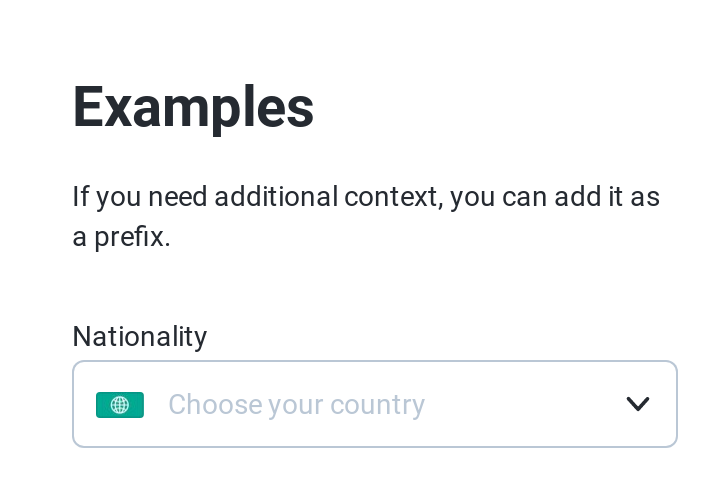 Examples
If you need additional context, you can add it as
a prefix.
Nationality
Choose your country